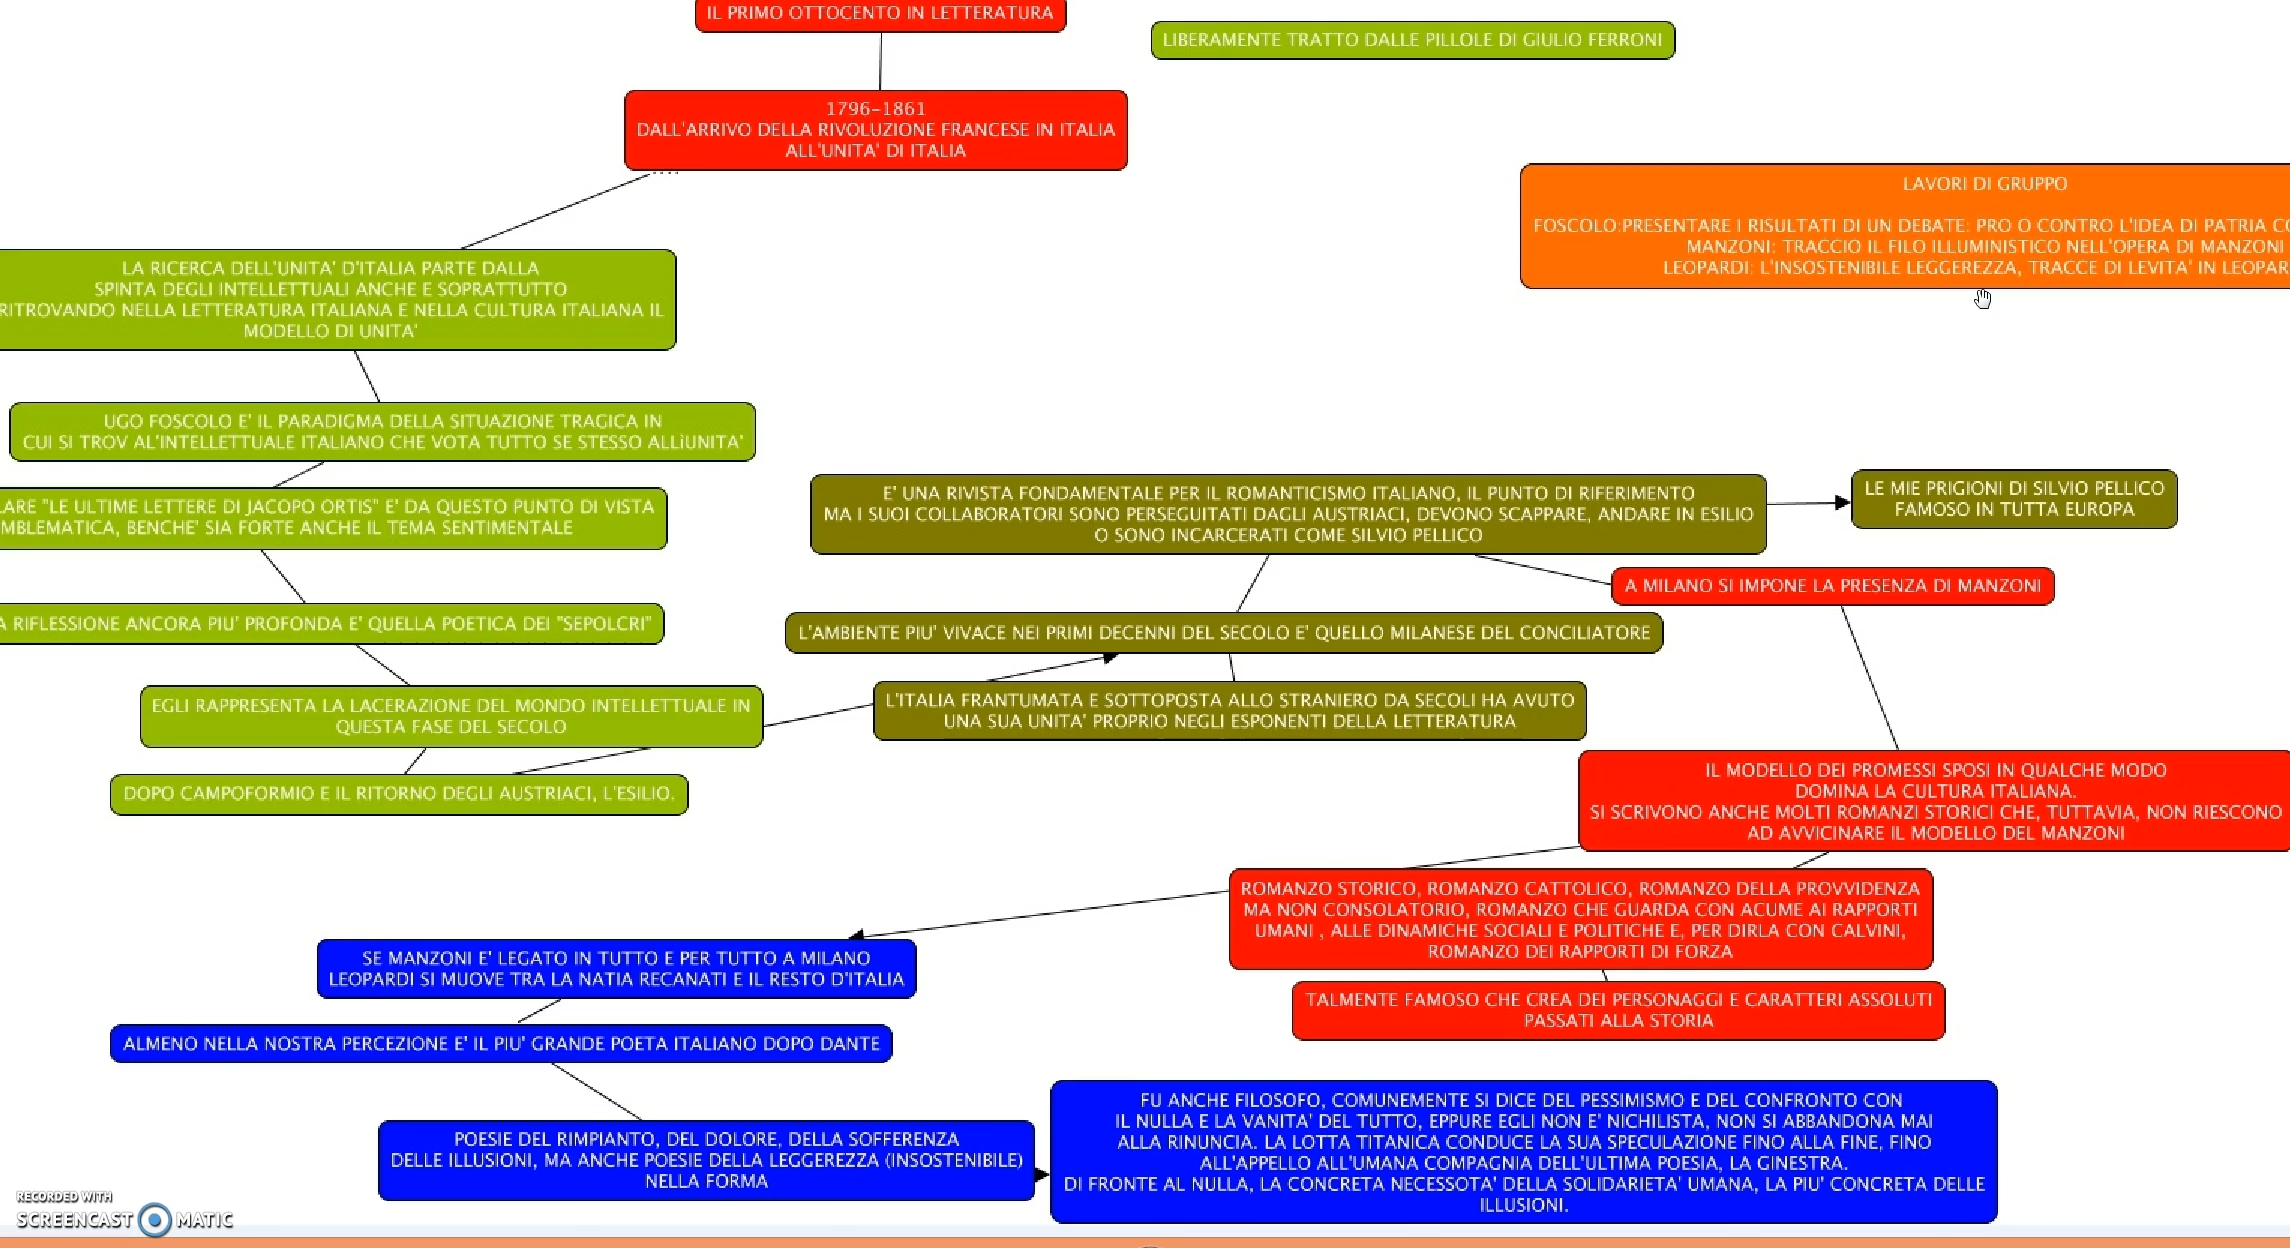 IL PRIMO OTTOCENTO IN LETTERATURA
LIBERAMENTE TRATTO DALLE PILLOLE DI GIULIO FERRONI
1796-1861
DALL'ARRIVO DELLA RIVOLUZIONE FRANCESE IN ITALIA
ALL'UNITA' DI ITALIA
LAVORI DI GRUPPO
FOSCOLO:PRESENTARE I RISULTATI DI UN DEBATE: PRO O CONTRO L'IDEA DI PATRIA
MANZONI: TRACCIO IL FILO ILLUMINISTICO NELL'OPERA DI MANZONI
LEOPARDI: L'INSOSTENIBILE LEGGEREZZA, TRACCE DI LEVITA' IN
LA RICERCA DELL'UNITA' D'ITALIA PARTE DALLA
SPINTA DEGLI INTELLETTUALI ANCHE E SOPRATTUTTO
RITROVANDO NELLA LETTERATURA ITALIANA E NELLA CULTURA ITALIANA IL
MODELLO DI UNITA'
UGO FOSCOLO E' IL PARADIGMA DELLA SITUAZIONE TRAGICA IN
CUI SI TROV AL'INTELLETTUALE ITALIANO CHE VOTA TUTTO SE STESSO ALLìUNITA'
"LE ULTIME LETTERE DI JACOPO ORTIS" E' DA QUESTO PUNTO DI VISTA
BENCHE' SIA FORTE ANCHE IL TEMA SENTIMENTALE
RIFLESSIONE ANCORA PIU' PROFONDA E' QUELLA POETICA DEI "SEPOLCRI"
EGLI RAPPRESENTA LA LACERAZIONE DEL MONDO INTELLETTUALE IN
QUESTA FASE DEL SECOLO
DOPO CAMPOFORMIO E IL RITORNO DEGLI AUSTRIACI, L'ESILIO.
E' UNA RIVISTA FONDAMENTALE PER IL ROMANTICISMO ITALIANO, IL PUNTO DI RIFERIMENTO
MA I SUOI COLLABORATORI SONO PERSEGUITATI DAGLI AUSTRIACI, DEVONO SCAPPARE, ANDARE IN ESILIO
O SONO INCARCERATI COME SILVIO PELLICO
LE MIE PRIGIONI DI SILVIO PELLICO
FAMOSO IN TUTTA EUROPA
A MILANO SI IMPONE LA PRESENZA DI MANZONI
L'AMBIENTE PIU' VIVACE NEI PRIMI DECENNI DEL SECOLO E' QUELLO MILANESE DEL CONCILIATORE
L'ITALIA FRANTUMATA E SOTTOPOSTA ALLO STRANIERO DA SECOLI HA AVUTO
UNA SUA UNITA' PROPRIO NEGLI ESPONENTI DELLA LETTERATURA
IL MODELLO DEI PROMESSI SPOSI IN QUALCHE MODO
DOMINA LA CULTURA ITALIANA.
SI SCRIVONO ANCHE MOLTI ROMANZI STORICI CHE, TUTTAVIA, NON RIESCONO
AD AVVICINARE IL MODELLO DEL MANZONI
ROMANZO STORICO, ROMANZO CATTOLICO, ROMANZO DELLA PROVVIDENZA
MA NON CONSOLATORIO, ROMANZO CHE GUARDA CON ACUME AI RAPPORTI
UMANI , ALLE DINAMICHE SOCIALI E POLITICHE E, PER DIRLA CON CALVINI,
ROMANZO DEI RAPPORTI DI FORZA
TALMENTE FAMOSO CHE CREA DEI PERSONAGGI E CARATTERI ASSOLUTI
PASSATI ALLA STORIA
SE MANZONI E' LEGATO IN TUTTO E PER TUTTO A MILANO
LEOPARDI SI MUOVE TRA LA NATIA RECANATI E IL RESTO D'ITALIA
ALMENO NELLA NOSTRA PERCEZIONE E' IL PIU' GRANDE POETA ITALIANO DOPO DANTE
POESIE DEL RIMPIANTO, DEL DOLORE, DELLA SOFFERENZA
DELLE ILLUSIONI, MA ANCHE POESIE DELLA LEGGEREZZA (INSOSTENIBILE)
NELLA FORMA
FU ANCHE FILOSOFO, COMUNEMENTE SI DICE DEL PESSIMISMO E DEL CONFRONTO CON
IL NULLA E LA VANITA' DEL TUTTO, EPPURE EGLI NON E' NICHILISTA, NON SI ABBANDONA MAI
ALLA RINUNCIA. LA LOTTA TITANICA CONDUCE LA SUA SPECULAZIONE FINO ALLA FINE, FINO
ALL'APPELLO ALL'UMANA COMPAGNIA DELL'ULTIMA POESIA, LA GINESTRA.
DI FRONTE AL NULLA, LA CONCRETA NECESSOTA' DELLA SOLIDARIETA' UMANA, LA PIU' CONCRETA DELLE
ILLUSIONI.
RECORDED WITH
SCREENCAST MATIC